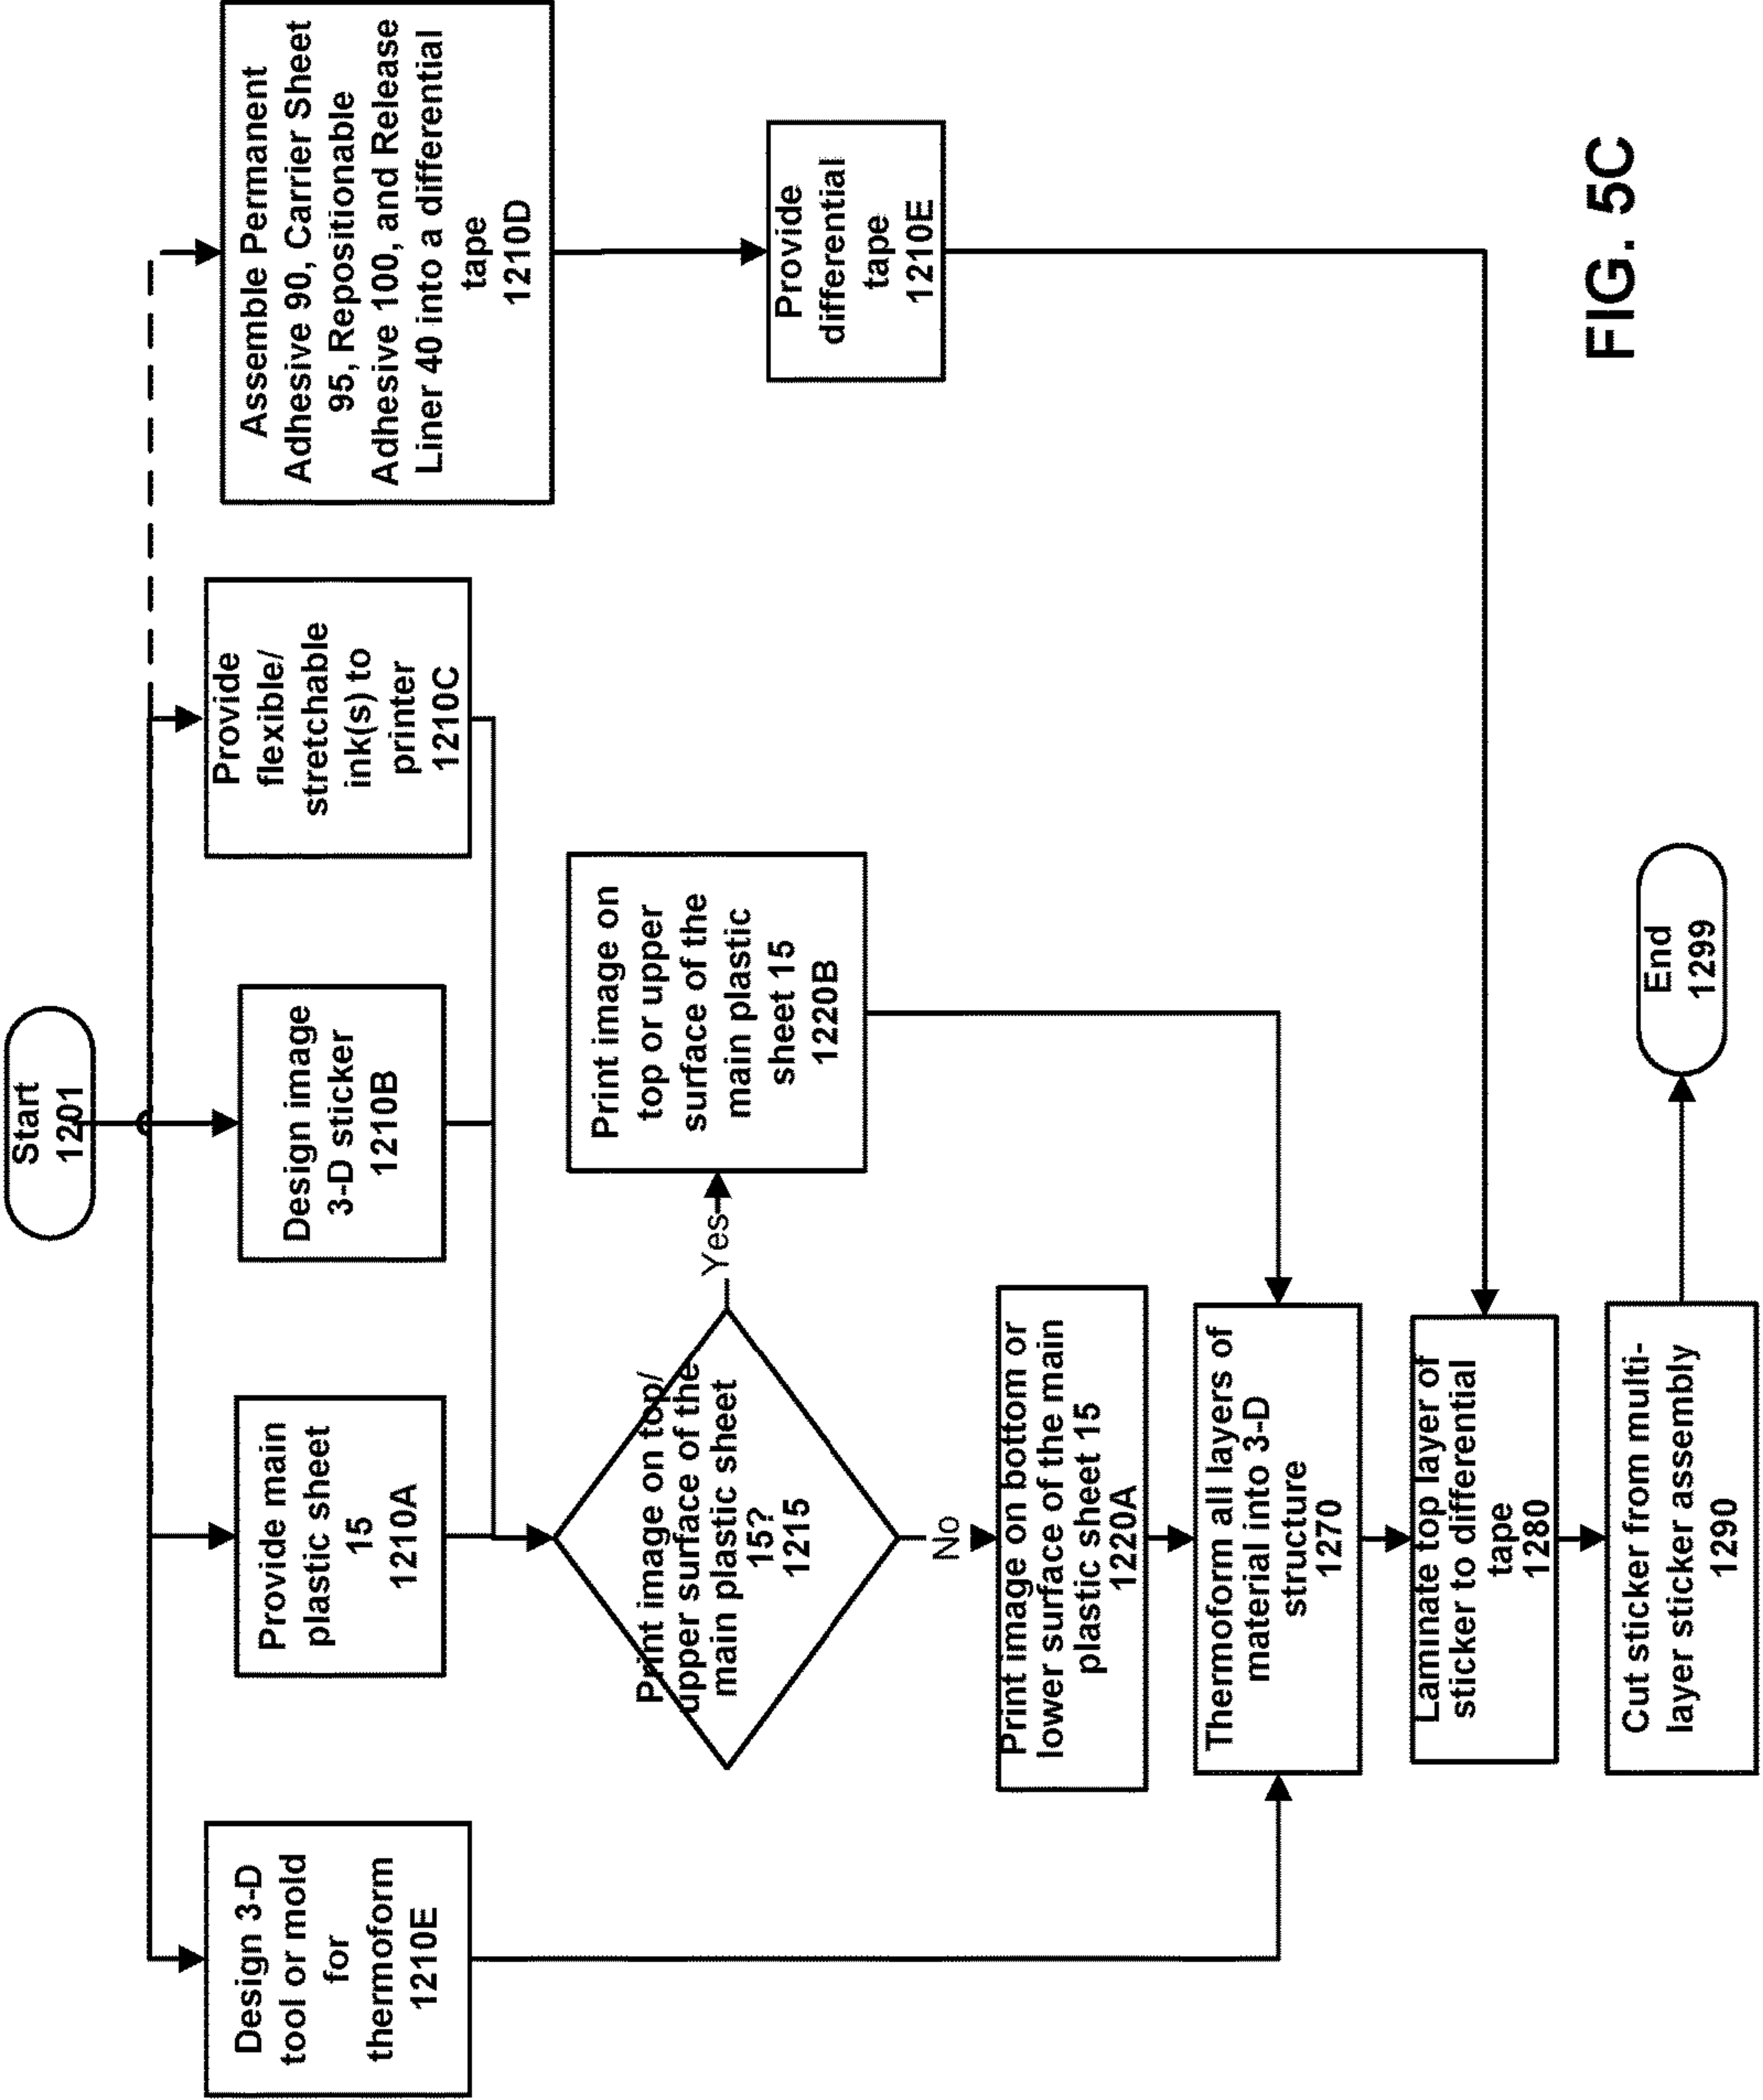 Start
1201
Design 3-D
tool or mold
for
thermoform
1210E
Provide main
plastic sheet
15
1210A
Design image
3-D sticker
1210B
Provide
flexible/
stretchable
ink(s) to
printer
1210C
Assemble Permanent
Adhesive 90, Carrier Sheet
95, Repositionable
Adhesive 100, and Release
Liner 40 into a differential
tape
1210D
Provide
differential
tape
1210E
Print image on top/
upper surface of the
main plastic sheet
15?
1215
Yes
Print image on
top or upper
surface of the
main plastic
sheet 15
1220B
No
Print image on bottom or
lower surface of the main
plastic sheet 15
1220A
Thermoform all layers of
material into 3-D
structure
1270
Laminate top layer of
sticker to differential
tape
1280
Cut sticker from multi-
layer sticker assembly
1290
End
1299
FIG. 5C